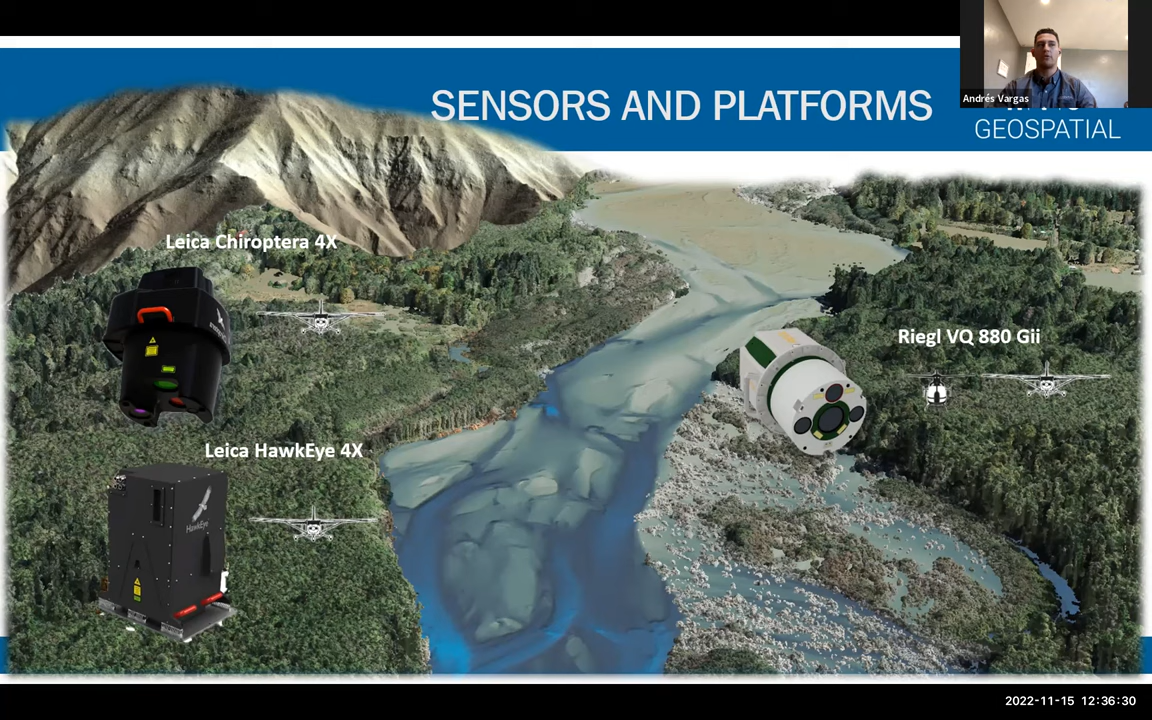 SENSORS AND PLATFORMS
Andrés Vargas
GEOSPATIAL
Leica Chiroptera 4X
Riegl VQ 880 Gii
Leica HawkEye 4X
HawkEye
2022-11-15 12:36:30